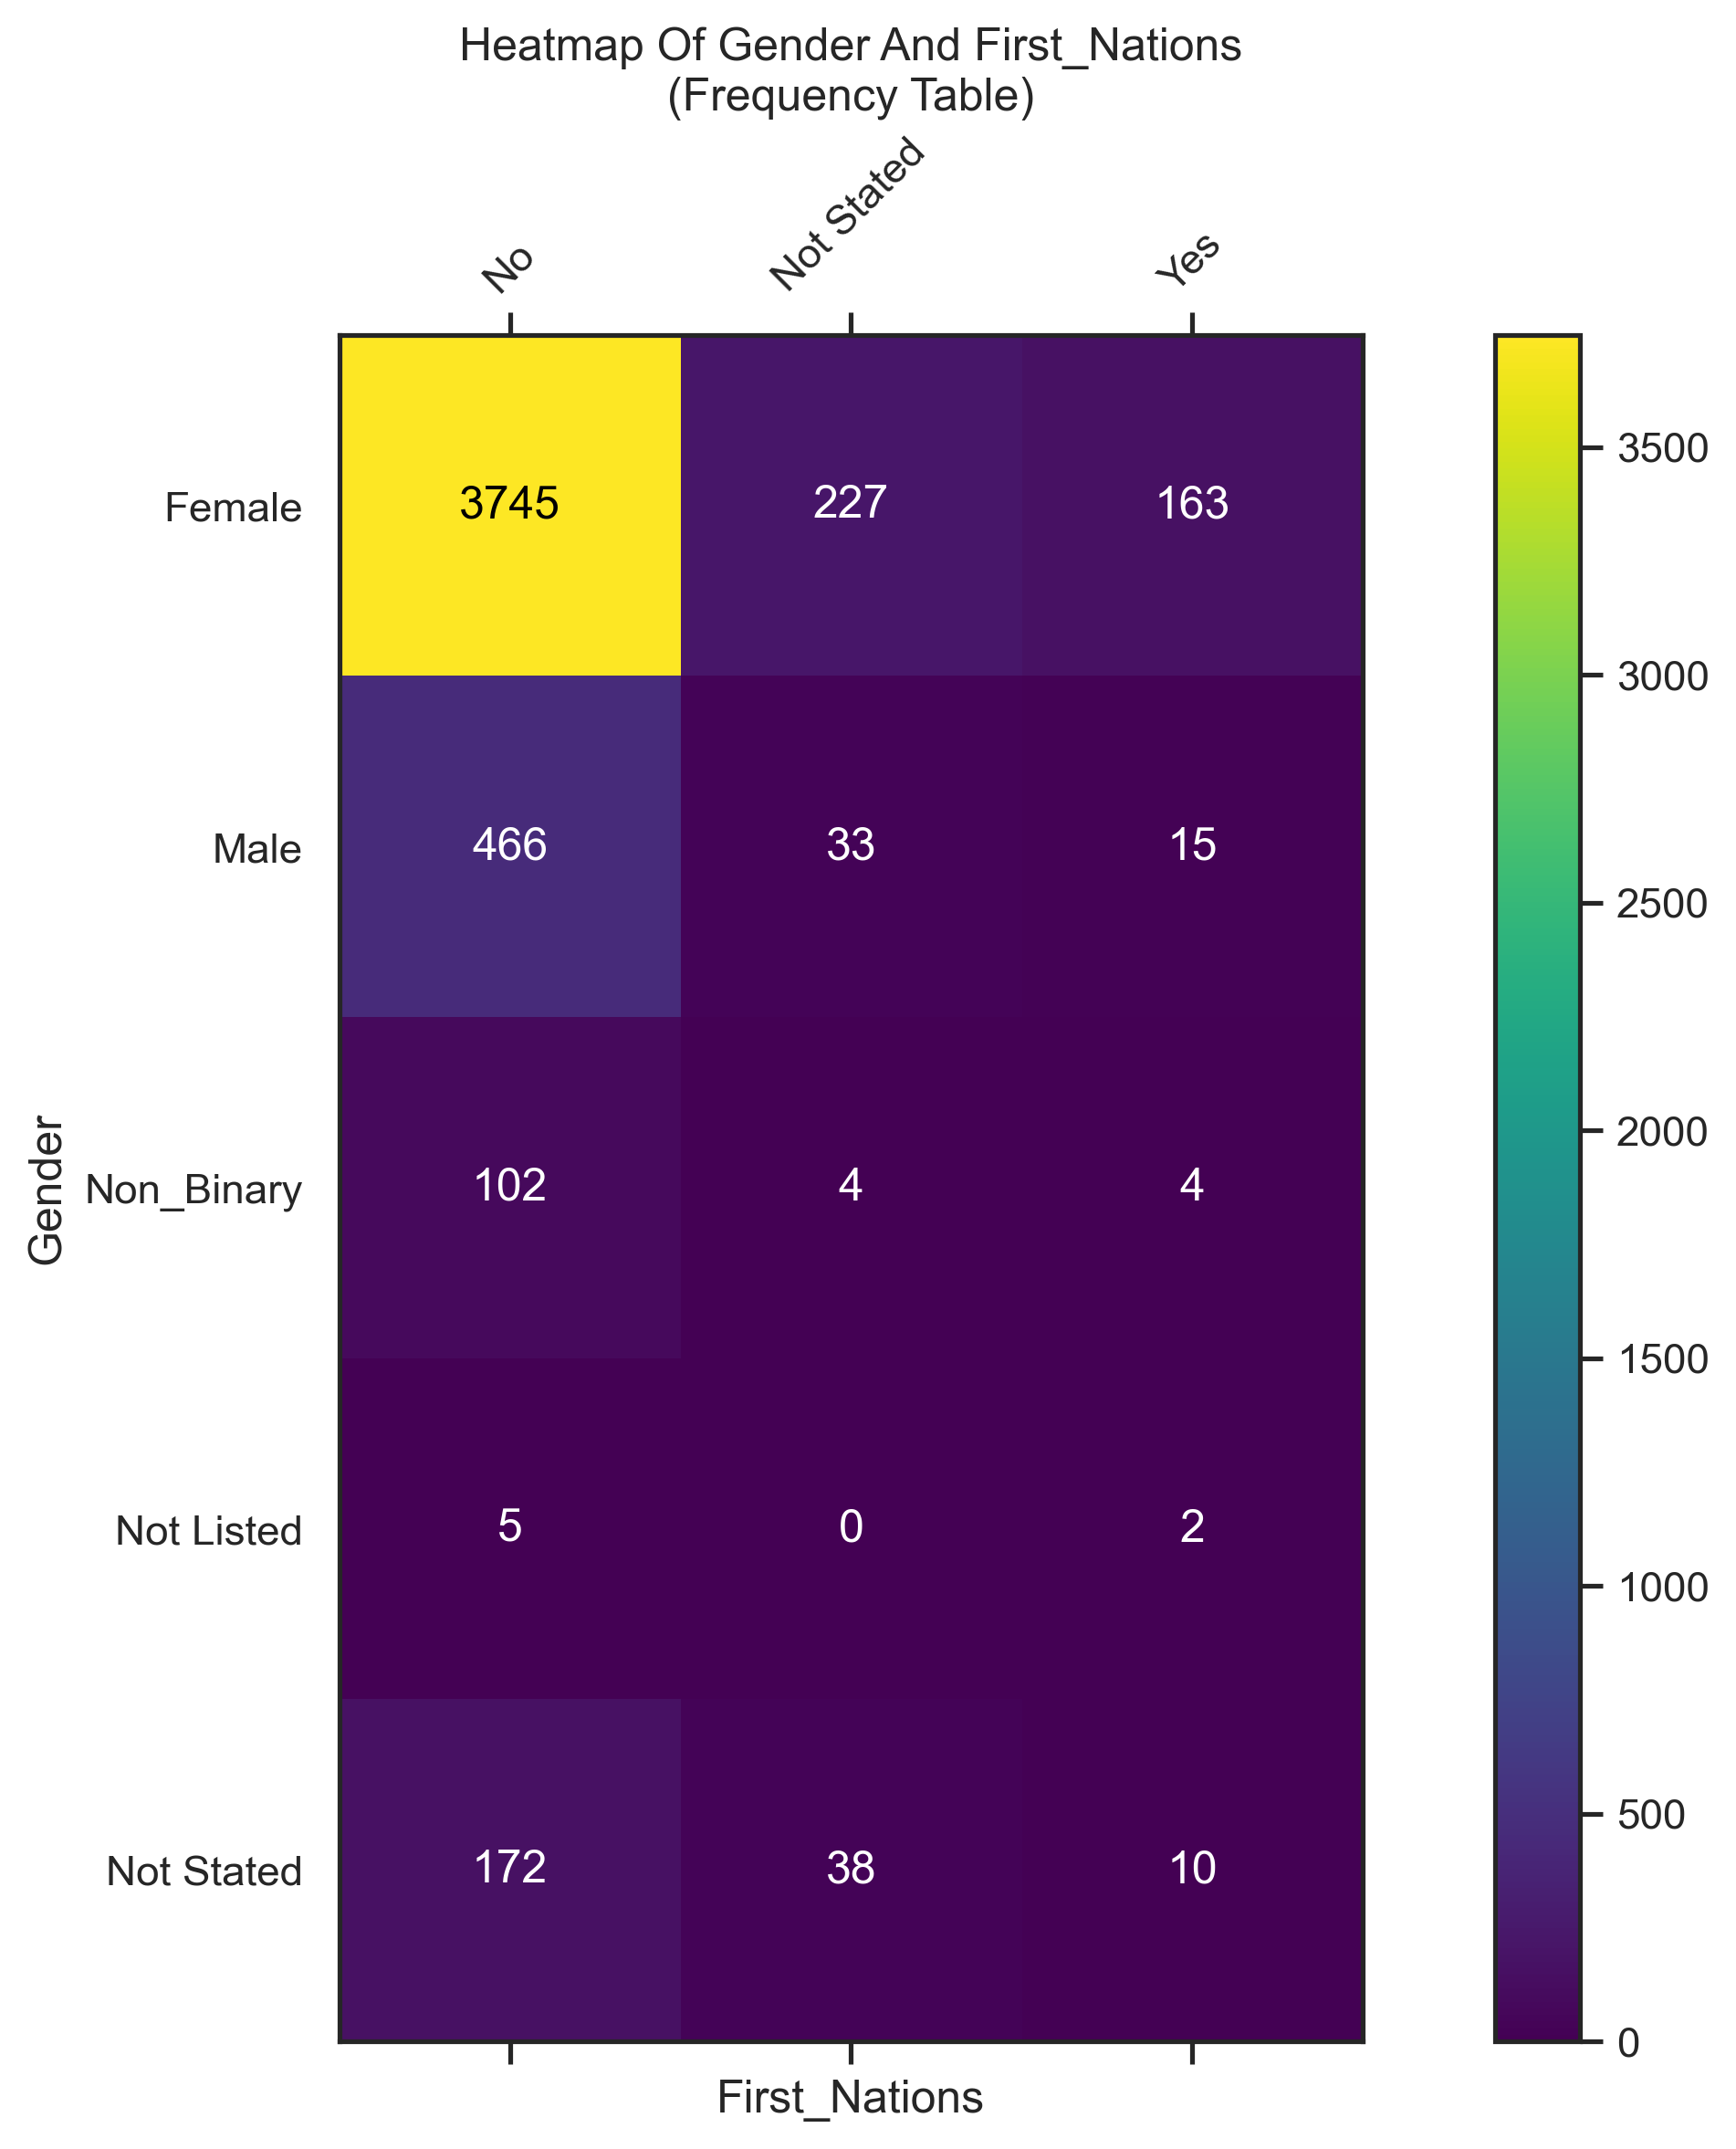 Heatmap Of Gender And First_Nations
(Frequency Table)
No
Not Stated
Yes
Gender
Female
3745
227
163
Male
466
33
15
Non_Binary
102
4
4
Not Listed
5
0
2
Not Stated
172
38
10
First_Nations
3500
3000
2500
2000
1500
1000
500
0